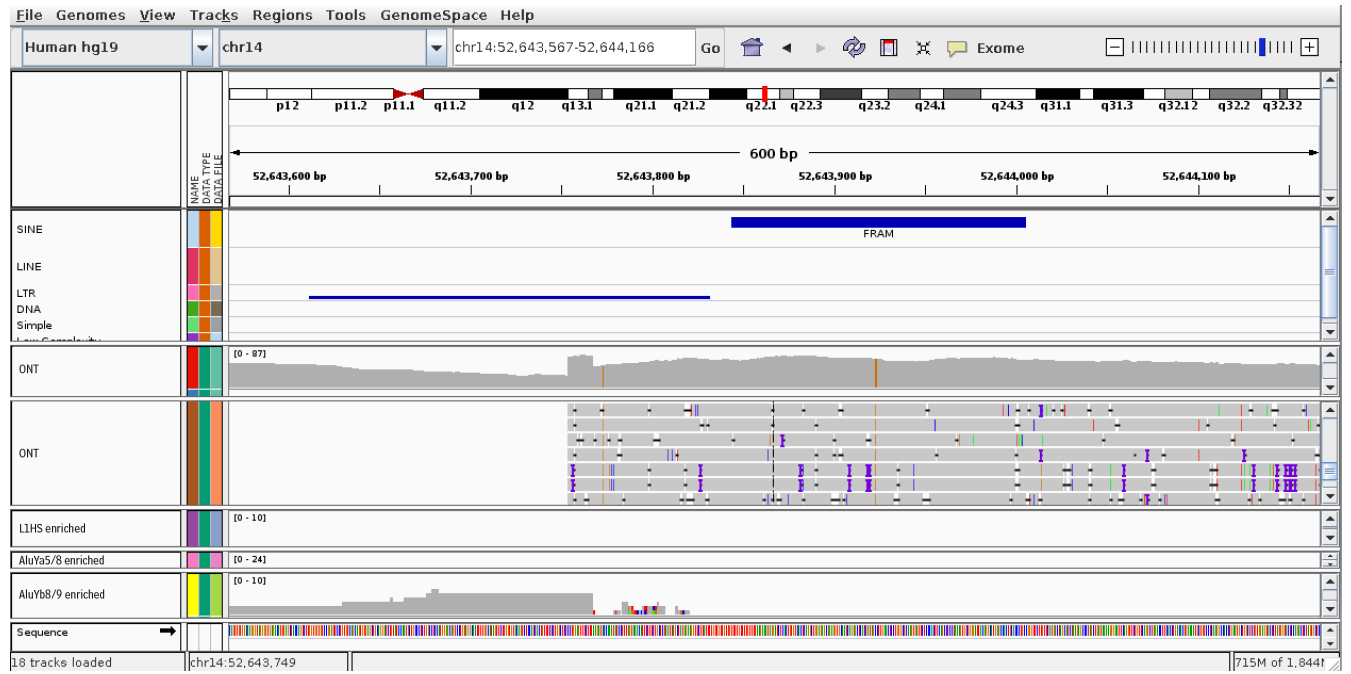 File Genomes View Tracks Regions Tools GenomeSpace Help
Human hg19 chr14 chr14:52,643,567-52,644,166 Go Exome
p12 p11.2 p11.1 q11.2 q12 q13.1 q21.1 q21.2 q22.1 q22.3 q23.2 q24.1 q24.3 q31.1 q31.3 q32.12 q32.2 q32.32
600 bp
NAME
DATA TYPE
DATA FILE
52,643,600 bp 52,643,700 bp 52,643,800 bp 52,643,900 bp 52,644,000 bp 52,644,100 bp
SINE
FRAM
LINE
LTR
DNA
Simple
Low Complexity
[0 - 87]
ONT
ONT
[0 - 10]
L1HS enriched
AluYa5/8 enriched [0 - 24]
[0 - 10]
AluYb8/9 enriched
Sequence
18 tracks loaded chr14:52,643,749 715M of 1,844M